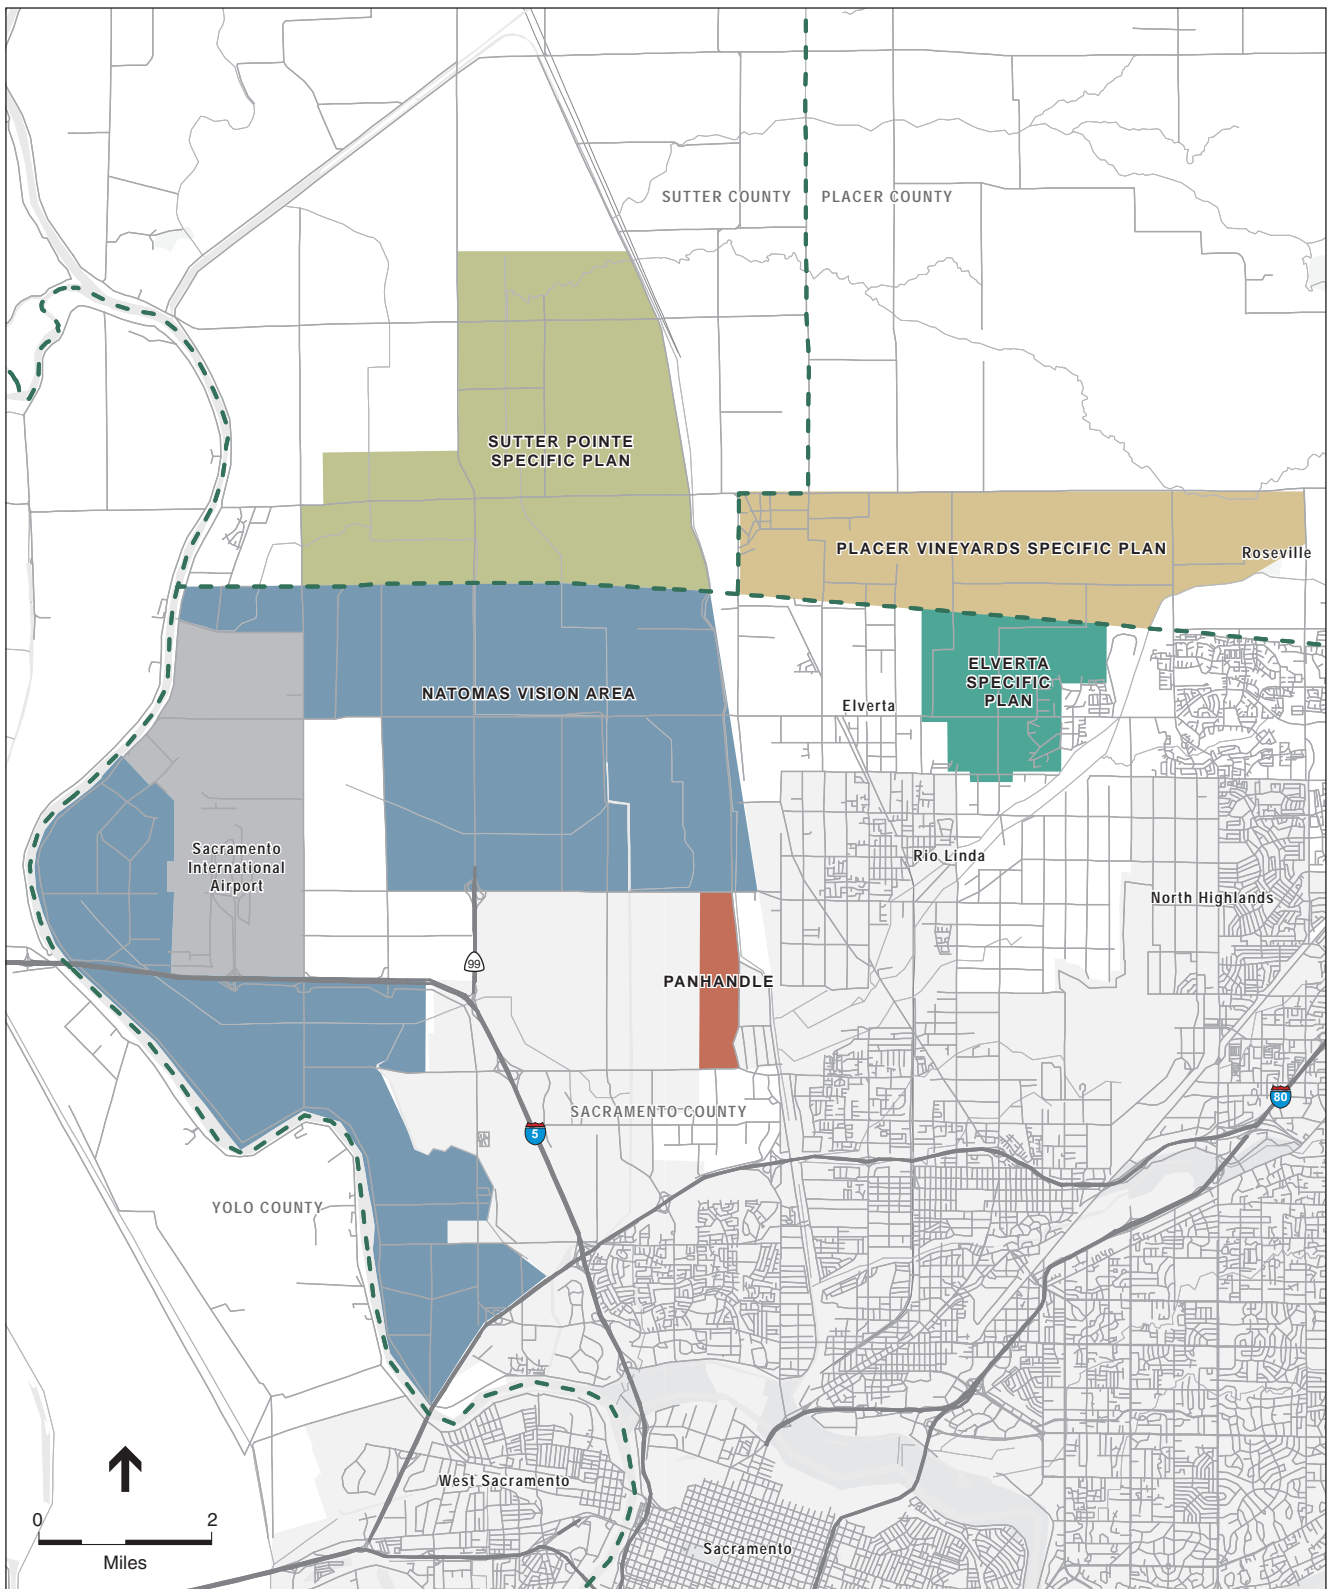 SUTTER COUNTY
PLACER COUNTY
SUTTER POINTE
SPECIFIC PLAN
PLACER VINEYARDS SPECIFIC PLAN
Roseville
ELVERTA
SPECIFIC
PLAN
NATOMAS VISION AREA
Elverta
Sacramento
International
Airport
Rio Linda
North Highlands
99
PANHANDLE
80
SACRAMENTO COUNTY
5
YOLO COUNTY
West Sacramento
0 2
Miles
Sacramento